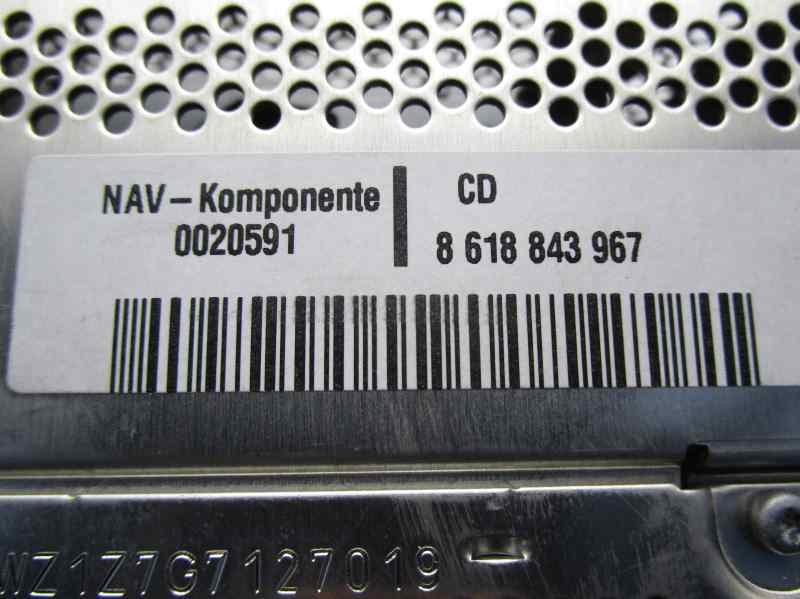 NAV-Komponente
0020591
CD
8 618 843 967
WZ1Z7G7127019